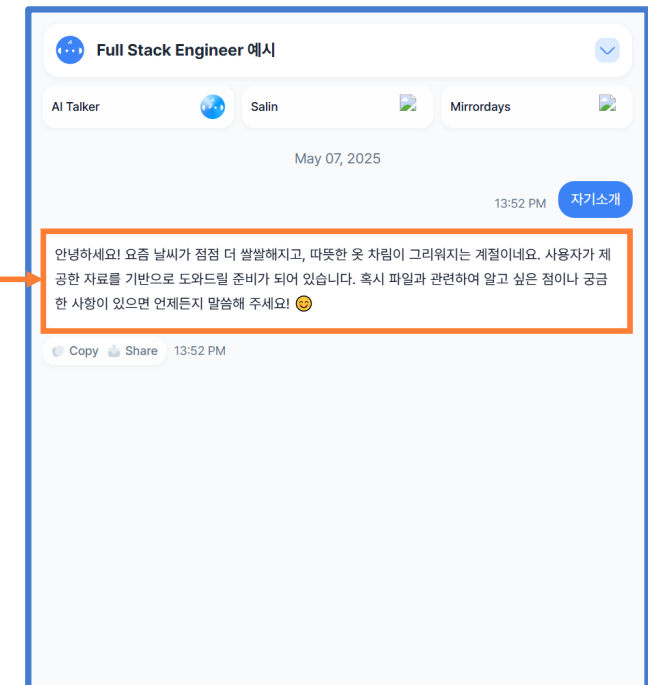 Full Stack Engineer 예시
AI Talker
Salin
Mirrordays
May 07, 2025
13:52 PM
자기소개
안녕하세요! 요즘 날씨가 점점 더 쌀쌀해지고, 따뜻한 옷 차림이 그리워지는 계절이네요. 사용자가 제
공한 자료를 기반으로 도와드릴 준비가 되어 있습니다. 혹시 파일과 관련하여 알고 싶은 점이나 궁금
한 사항이 있으면 언제든지 말씀해 주세요! 😊
Copy
Share
13:52 PM